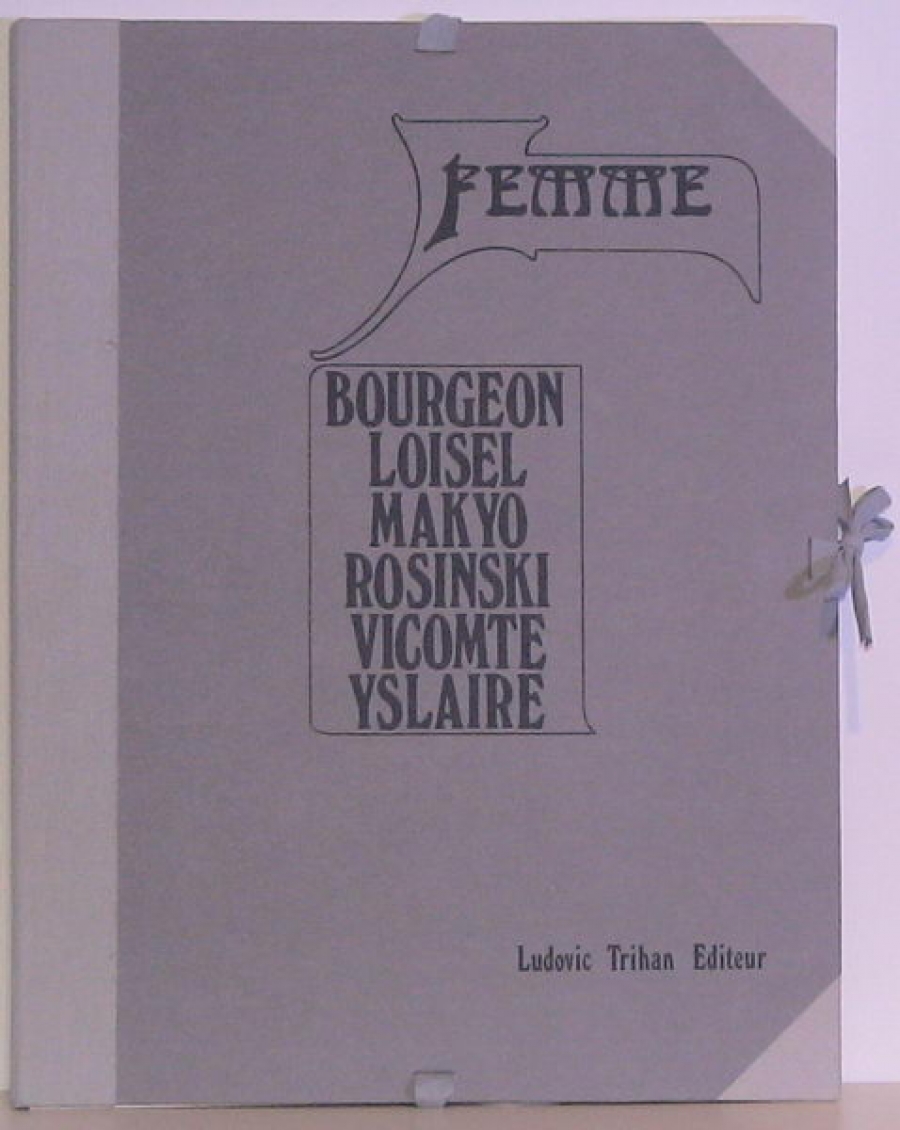 FEMME
BOURGEON
LOISEL
MAKYO
ROSINSKI
VICOMTE
YSLAIRE
Ludovic Trihan Editeur